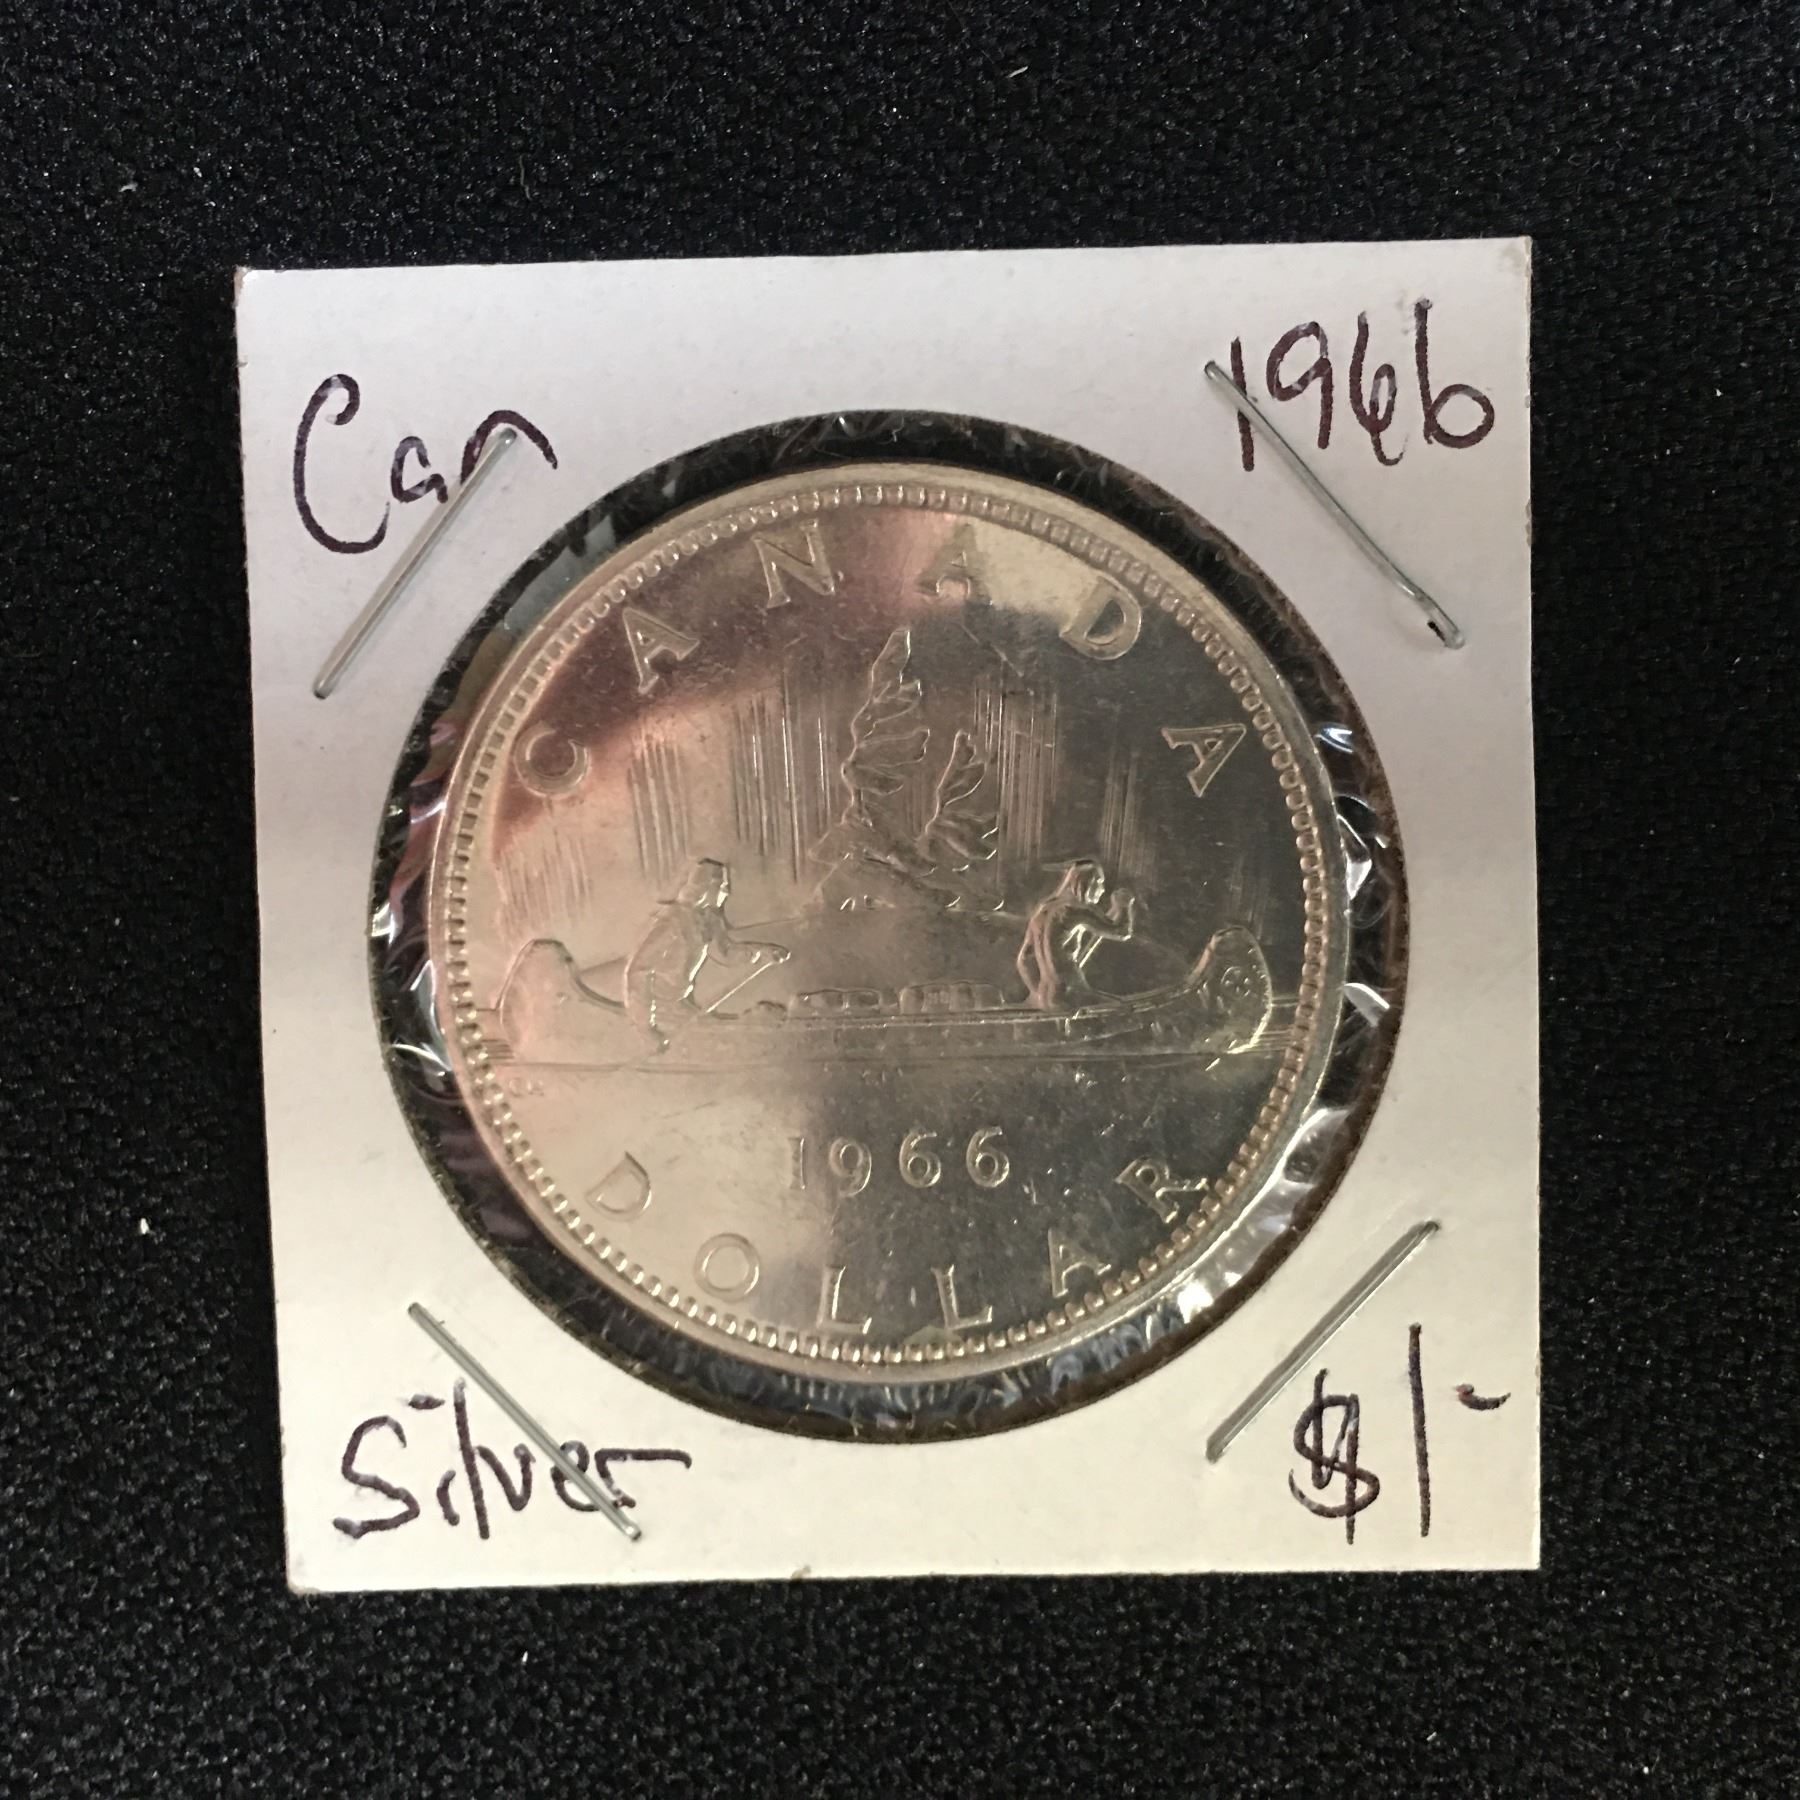 Can
1966
CANADA
1966
DOLLAR
Silver
$1-